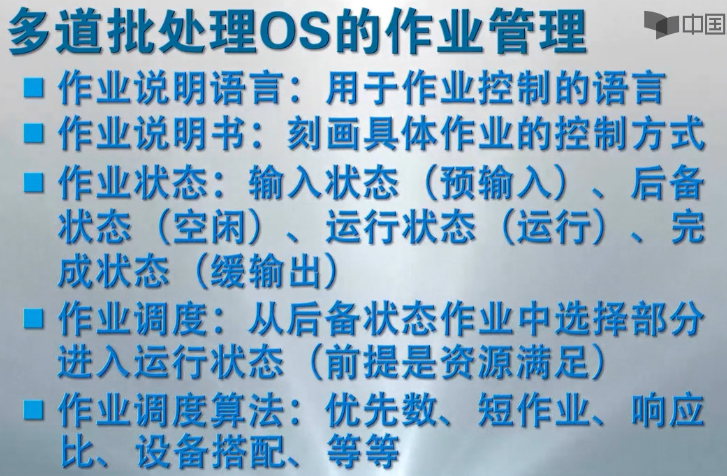 多道批处理OS的作业管理
中国
作业说明语言：用于作业控制的语言
作业说明书：刻画具体作业的控制方式
作业状态：输入状态（预输入）、后备
状态（空闲）、运行状态（运行）、完
成状态（缓输出）
作业调度：从后备状态作业中选择部分
进入运行状态（前提是资源满足）
作业调度算法：优先数、短作业、响应
比、设备搭配、等等